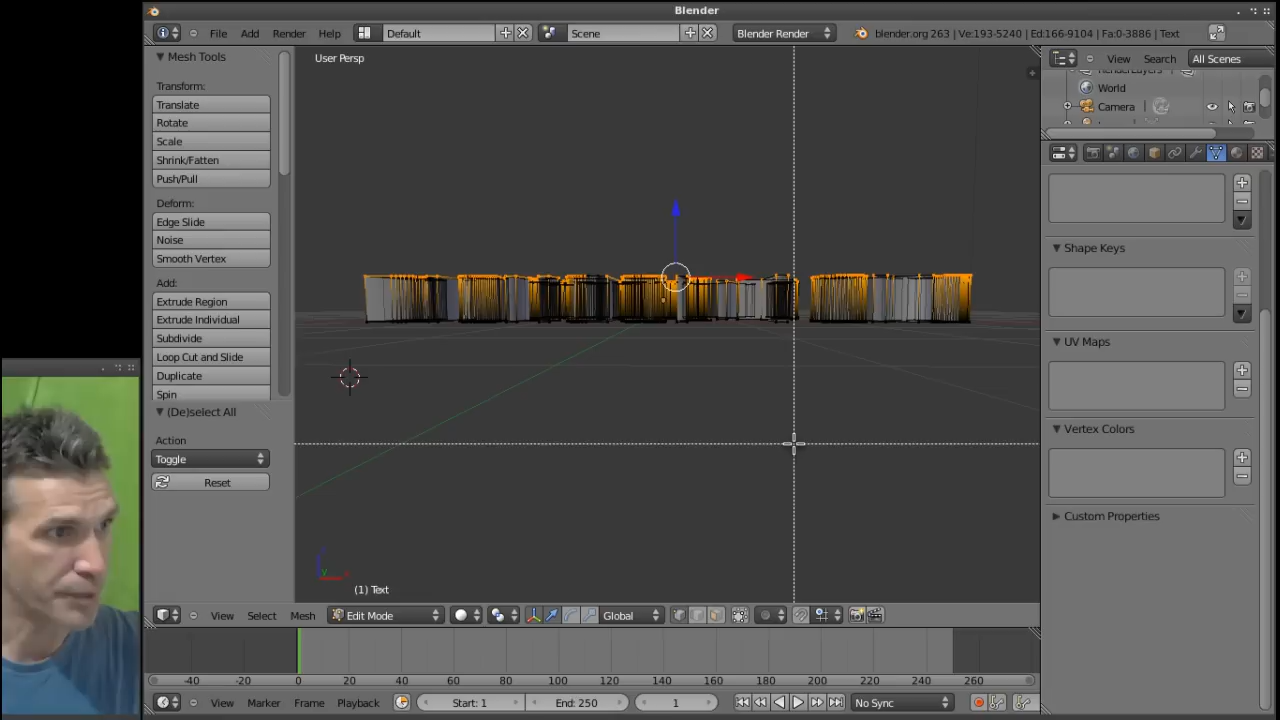 Blender
File Add Render Help Default Scene Blender Render blender.org 263 | Ve:193-5240 | Ed:166-9104 | Fa:0-3886 | Text
Mesh Tools
Transform:
Translate
Rotate
Scale
Shrink/Fatten
Push/Pull
Deform:
Edge Slide
Noise
Smooth Vertex
Add:
Extrude Region
Extrude Individual
Subdivide
Loop Cut and Slide
Duplicate
Spin
(De)select All
Action
Toggle
Reset
User Persp
(1) Text
View Select Mesh Edit Mode Global
-40 -20 0 20 40 60 80 100 120 140 160 180 200 220 240 260
View Marker Frame Playback Start: 1 End: 250 1 No Sync
View Search All Scenes
RenderLayers
World
Camera
Shape Keys
UV Maps
Vertex Colors
Custom Properties